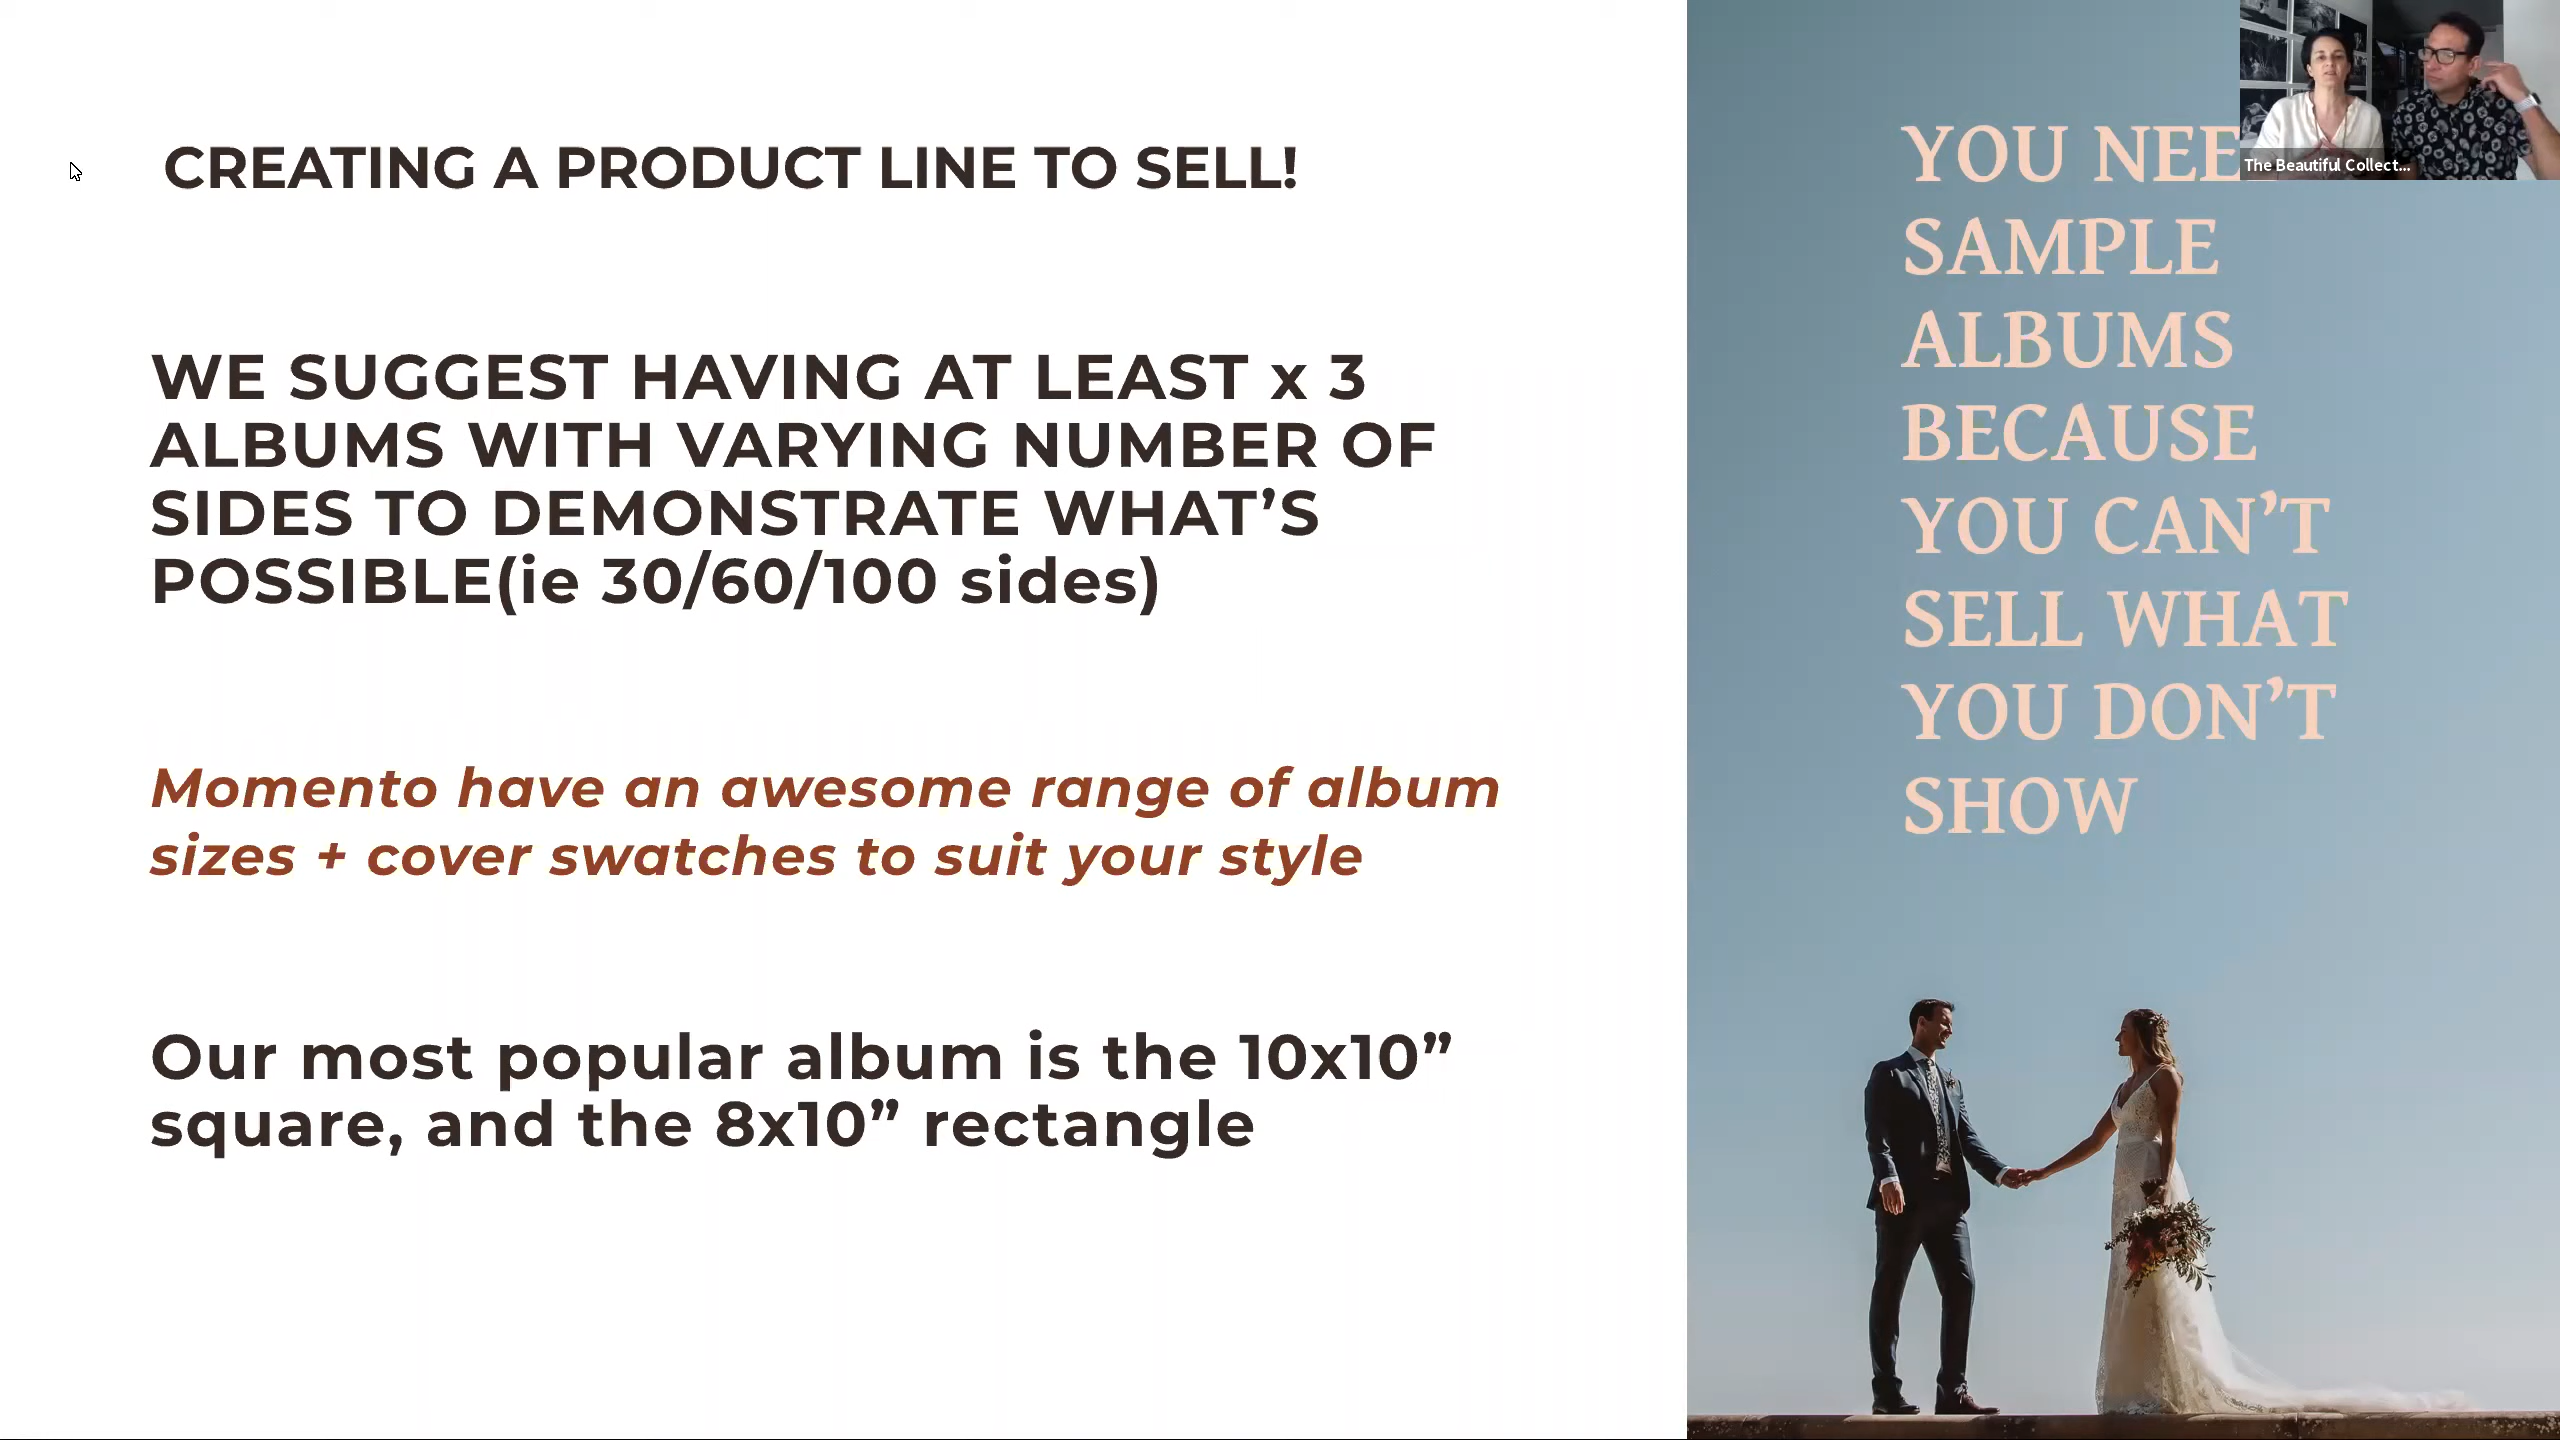 CREATING A PRODUCT LINE TO SELL!
WE SUGGEST HAVING AT LEAST x 3
ALBUMS WITH VARYING NUMBER OF
SIDES TO DEMONSTRATE WHAT’S
POSSIBLE(ie 30/60/100 sides)
Momento have an awesome range of album
sizes + cover swatches to suit your style
Our most popular album is the 10x10”
square, and the 8x10” rectangle
YOU
SAMPLE
ALBUMS
BECAUSE
YOU CAN’T
SELL WHAT
YOU DON’T
SHOW
The Beautiful Collect...